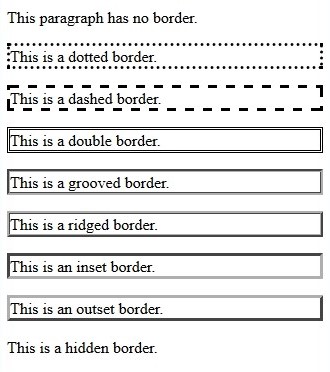 This paragraph has no border.
This is a dotted border.
This is a dashed border.
This is a double border.
This is a grooved border.
This is a ridged border.
This is an inset border.
This is an outset border.
This is a hidden border.